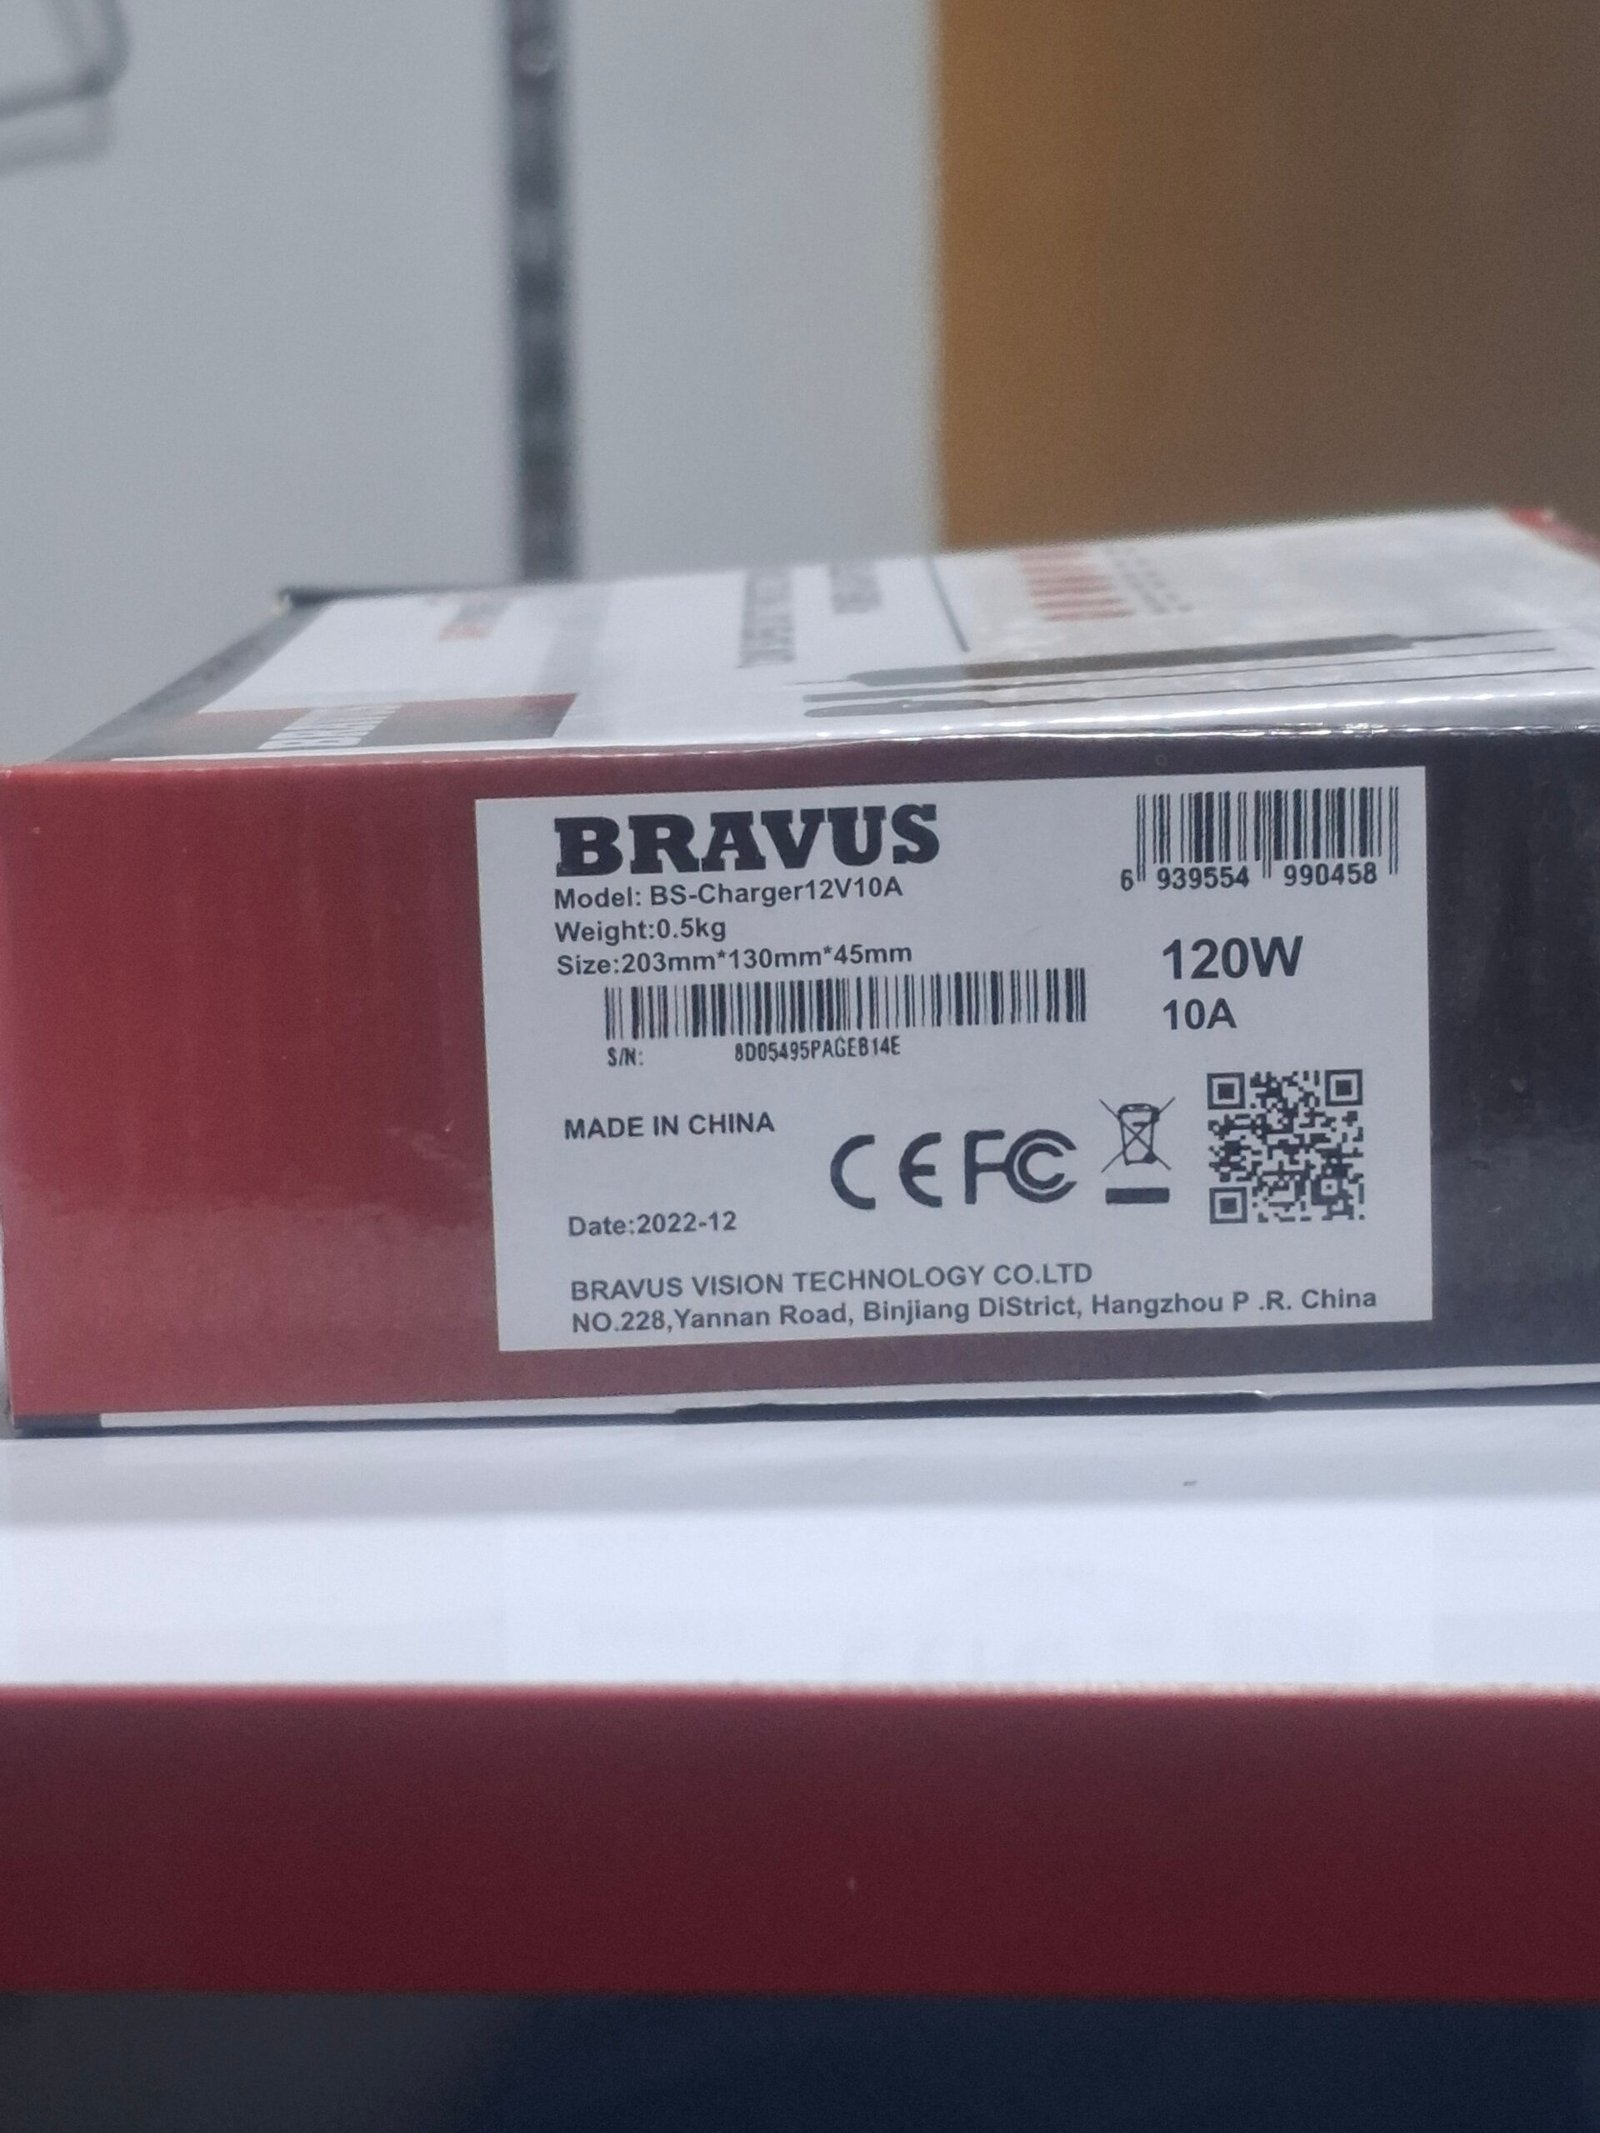 BRAVUS
BRAVUS
Model: BS-Charger12V10A
Weight:0.5kg
Size:203mm*130mm*45mm
S/N: 8D05495PAGEB14E
6 939554 990458
120W
10A
MADE IN CHINA
CE FC
Date:2022-12
BRAVUS VISION TECHNOLOGY CO.LTD
NO.228,Yannan Road, Binjiang DiStrict, Hangzhou P .R. China